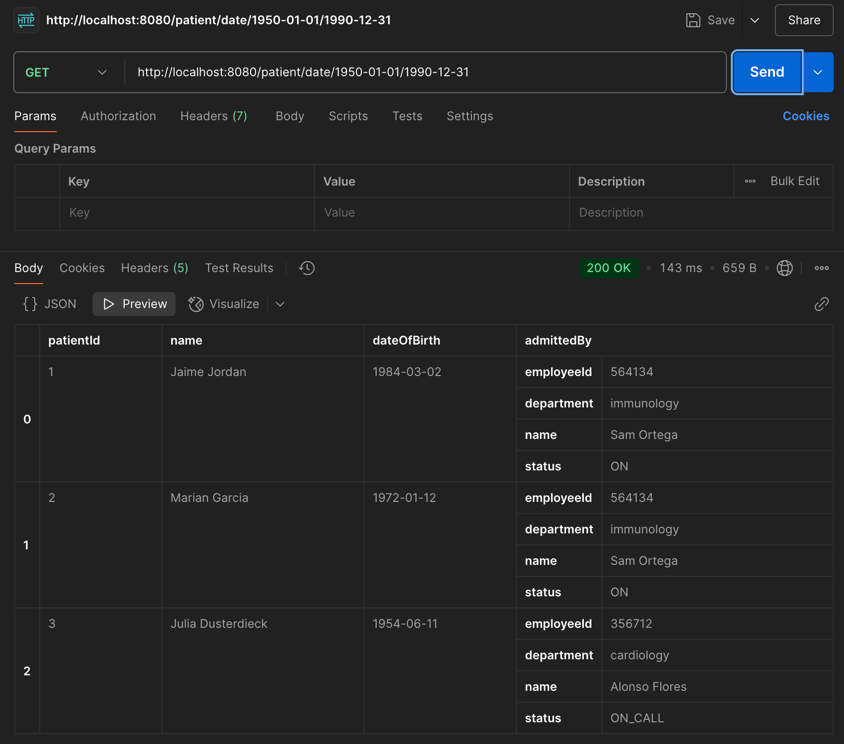 HTTP http://localhost:8080/patient/date/1950-01-01/1990-12-31 Save Share
GET http://localhost:8080/patient/date/1950-01-01/1990-12-31 Send
Params Authorization Headers (7) Body Scripts Tests Settings Cookies
Query Params
Key Value Description Bulk Edit
Key Value Description
Body Cookies Headers (5) Test Results 200 OK • 143 ms • 659 B •
{} JSON Preview Visualize
patientId name dateOfBirth admittedBy
0 1 Jaime Jordan 1984-03-02 employeeId 564134
department immunology
name Sam Ortega
status ON
1 2 Marian Garcia 1972-01-12 employeeId 564134
department immunology
name Sam Ortega
status ON
2 3 Julia Dusterdieck 1954-06-11 employeeId 356712
department cardiology
name Alonso Flores
status ON_CALL